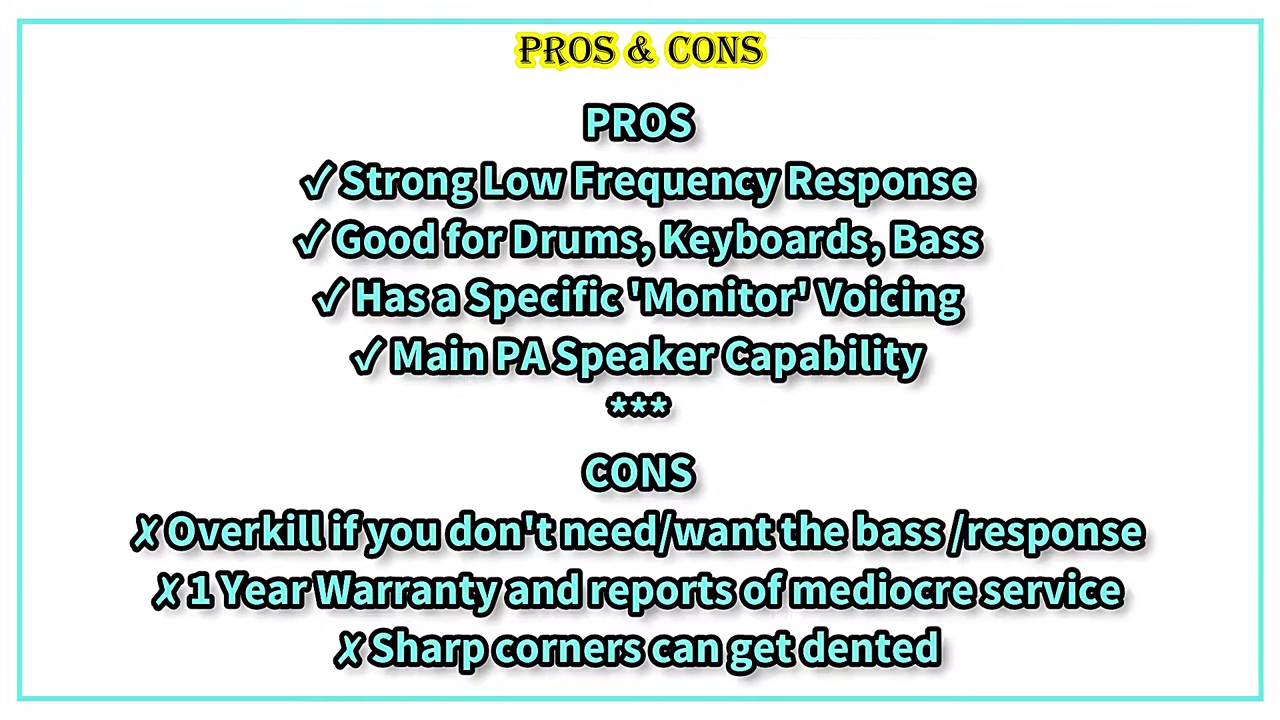 PROS & CONS
PROS
✓ Strong Low Frequency Response
✓ Good for Drums, Keyboards, Bass
✓ Has a Specific 'Monitor' Voicing
✓ Main PA Speaker Capability
***
CONS
✗ Overkill if you don't need/want the bass /response
✗ 1 Year Warranty and reports of mediocre service
✗ Sharp corners can get dented